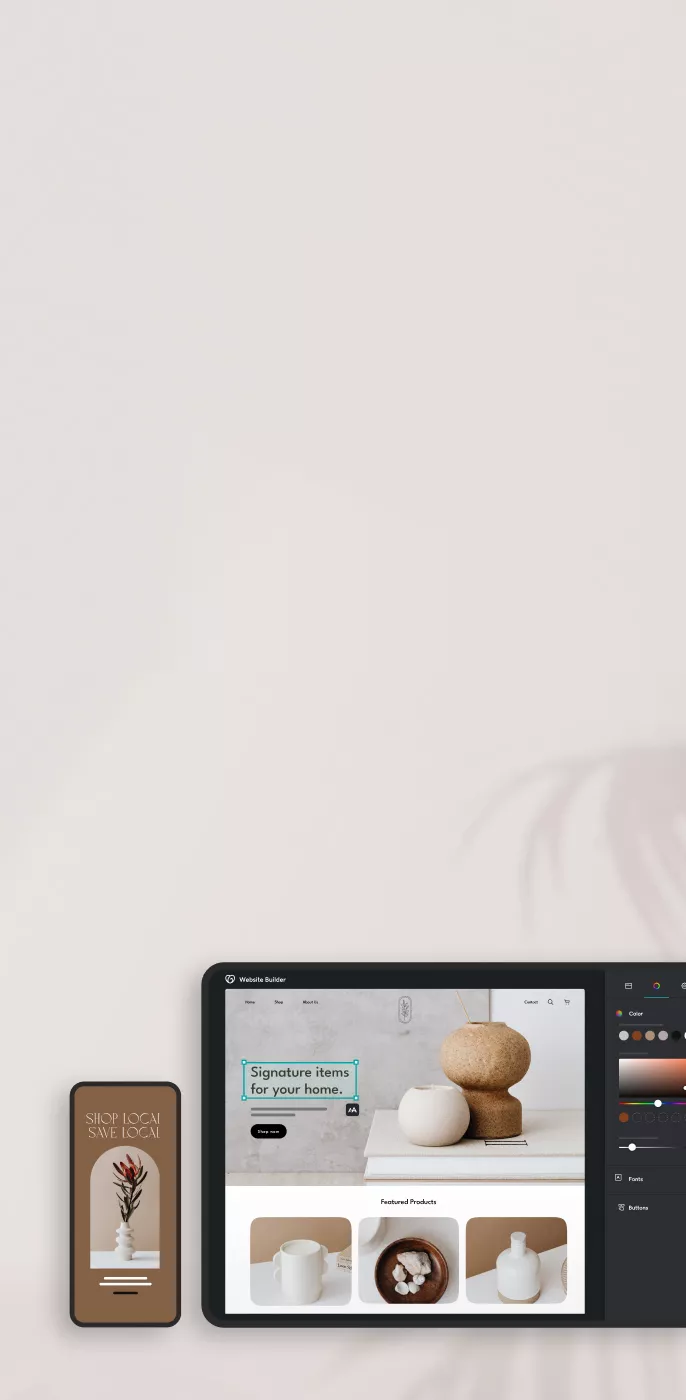 Website Builder
Home
Shop
About Us
Contact
Signature items
for your home.
Shop now
Featured Products
SHOP LOCAL
SAVE LOCAL
Color
Fonts
Buttons